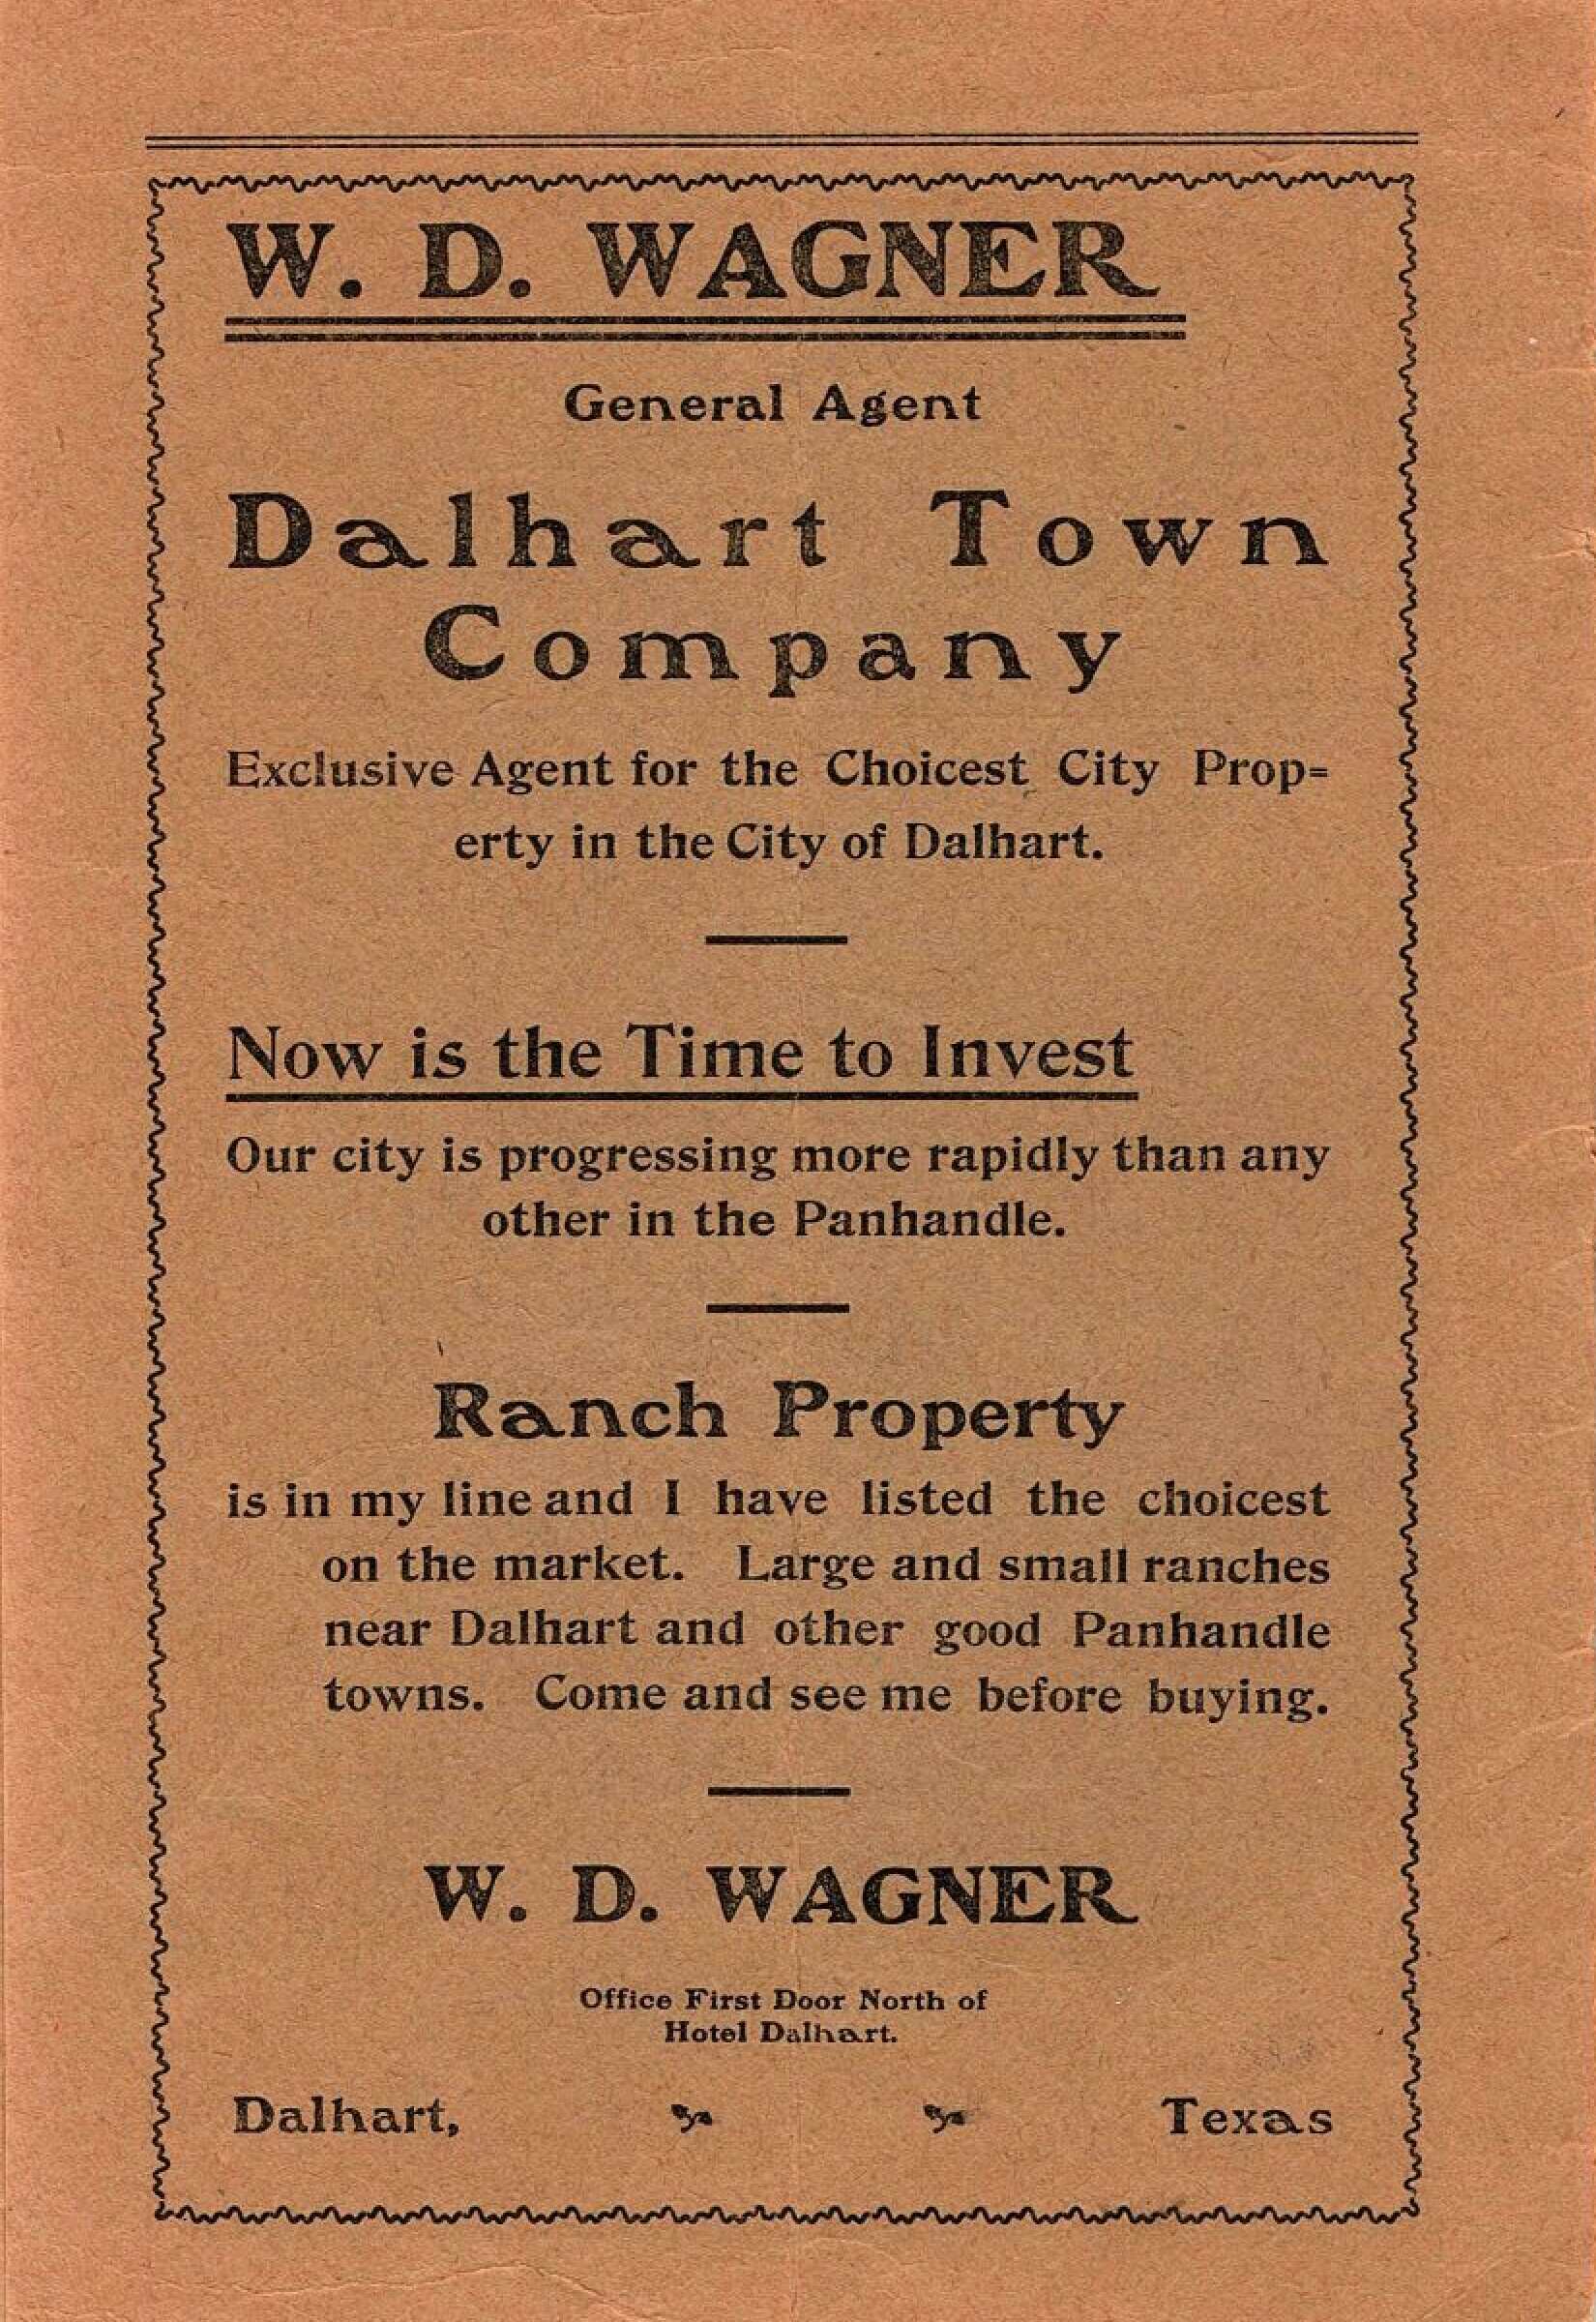 W. D. WAGNER
General Agent
Dalhart Town
Company
Exclusive Agent for the Choicest City Prop=
erty in the City of Dalhart.
Now is the Time to Invest
Our city is progressing more rapidly than any
other in the Panhandle.
Ranch Property
is in my line and I have listed the choicest
on the market. Large and small ranches
near Dalhart and other good Panhandle
towns. Come and see me before buying.
W. D. WAGNER
Office First Door North of
Hotel Dalhart.
Dalhart, Texas